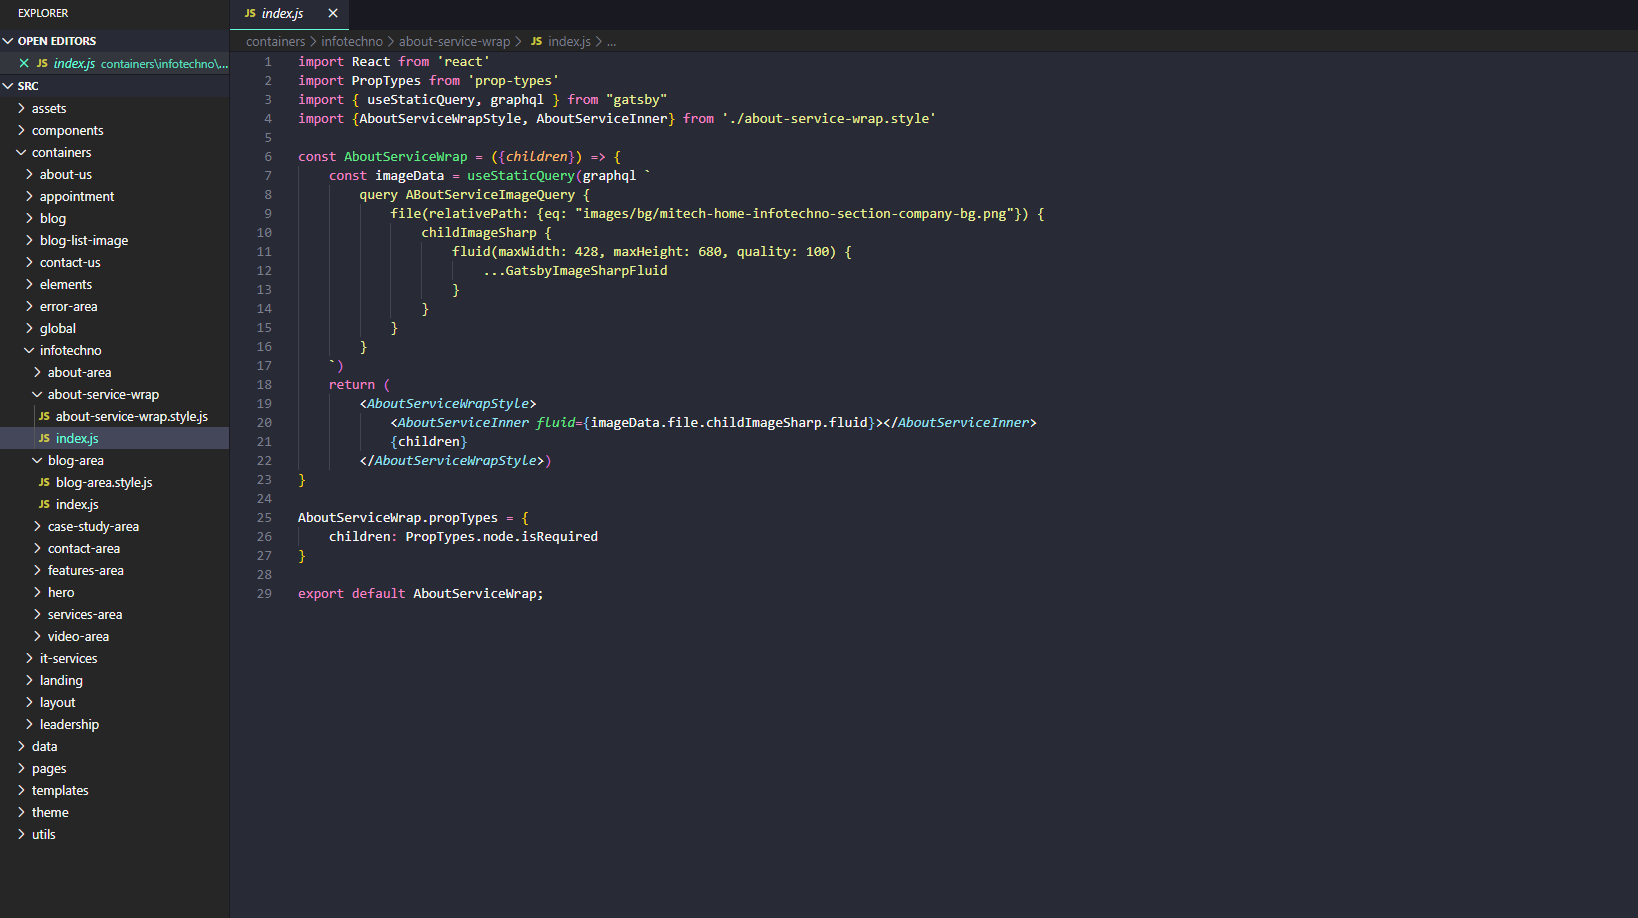 EXPLORER
OPEN EDITORS
JS index.js containers\infotechno\...
SRC
assets
components
containers
about-us
appointment
blog
blog-list-image
contact-us
elements
error-area
global
infotechno
about-area
about-service-wrap
JS about-service-wrap.style.js
JS index.js
blog-area
JS blog-area.style.js
JS index.js
case-study-area
contact-area
features-area
hero
services-area
video-area
it-services
landing
layout
leadership
data
pages
templates
theme
utils
JS index.js
containers > infotechno > about-service-wrap > JS index.js > ...
1 import React from 'react'
2 import PropTypes from 'prop-types'
3 import { useStaticQuery, graphql } from "gatsby"
4 import {AboutServiceWrapStyle, AboutServiceInner} from './about-service-wrap.style'
5
6 const AboutServiceWrap = ({children}) => {
7 const imageData = useStaticQuery(graphql `
8 query ABoutServiceImageQuery {
9 file(relativePath: {eq: "images/bg/mitech-home-infotechno-section-company-bg.png"}) {
10 childImageSharp {
11 fluid(maxWidth: 428, maxHeight: 680, quality: 100) {
12 ...GatsbyImageSharpFluid
13 }
14 }
15 }
16 }
17 `)
18 return (
19 <AboutServiceWrapStyle>
20 <AboutServiceInner fluid={imageData.file.childImageSharp.fluid}></AboutServiceInner>
21 {children}
22 </AboutServiceWrapStyle>)
23 }
24
25 AboutServiceWrap.propTypes = {
26 children: PropTypes.node.isRequired
27 }
28
29 export default AboutServiceWrap;